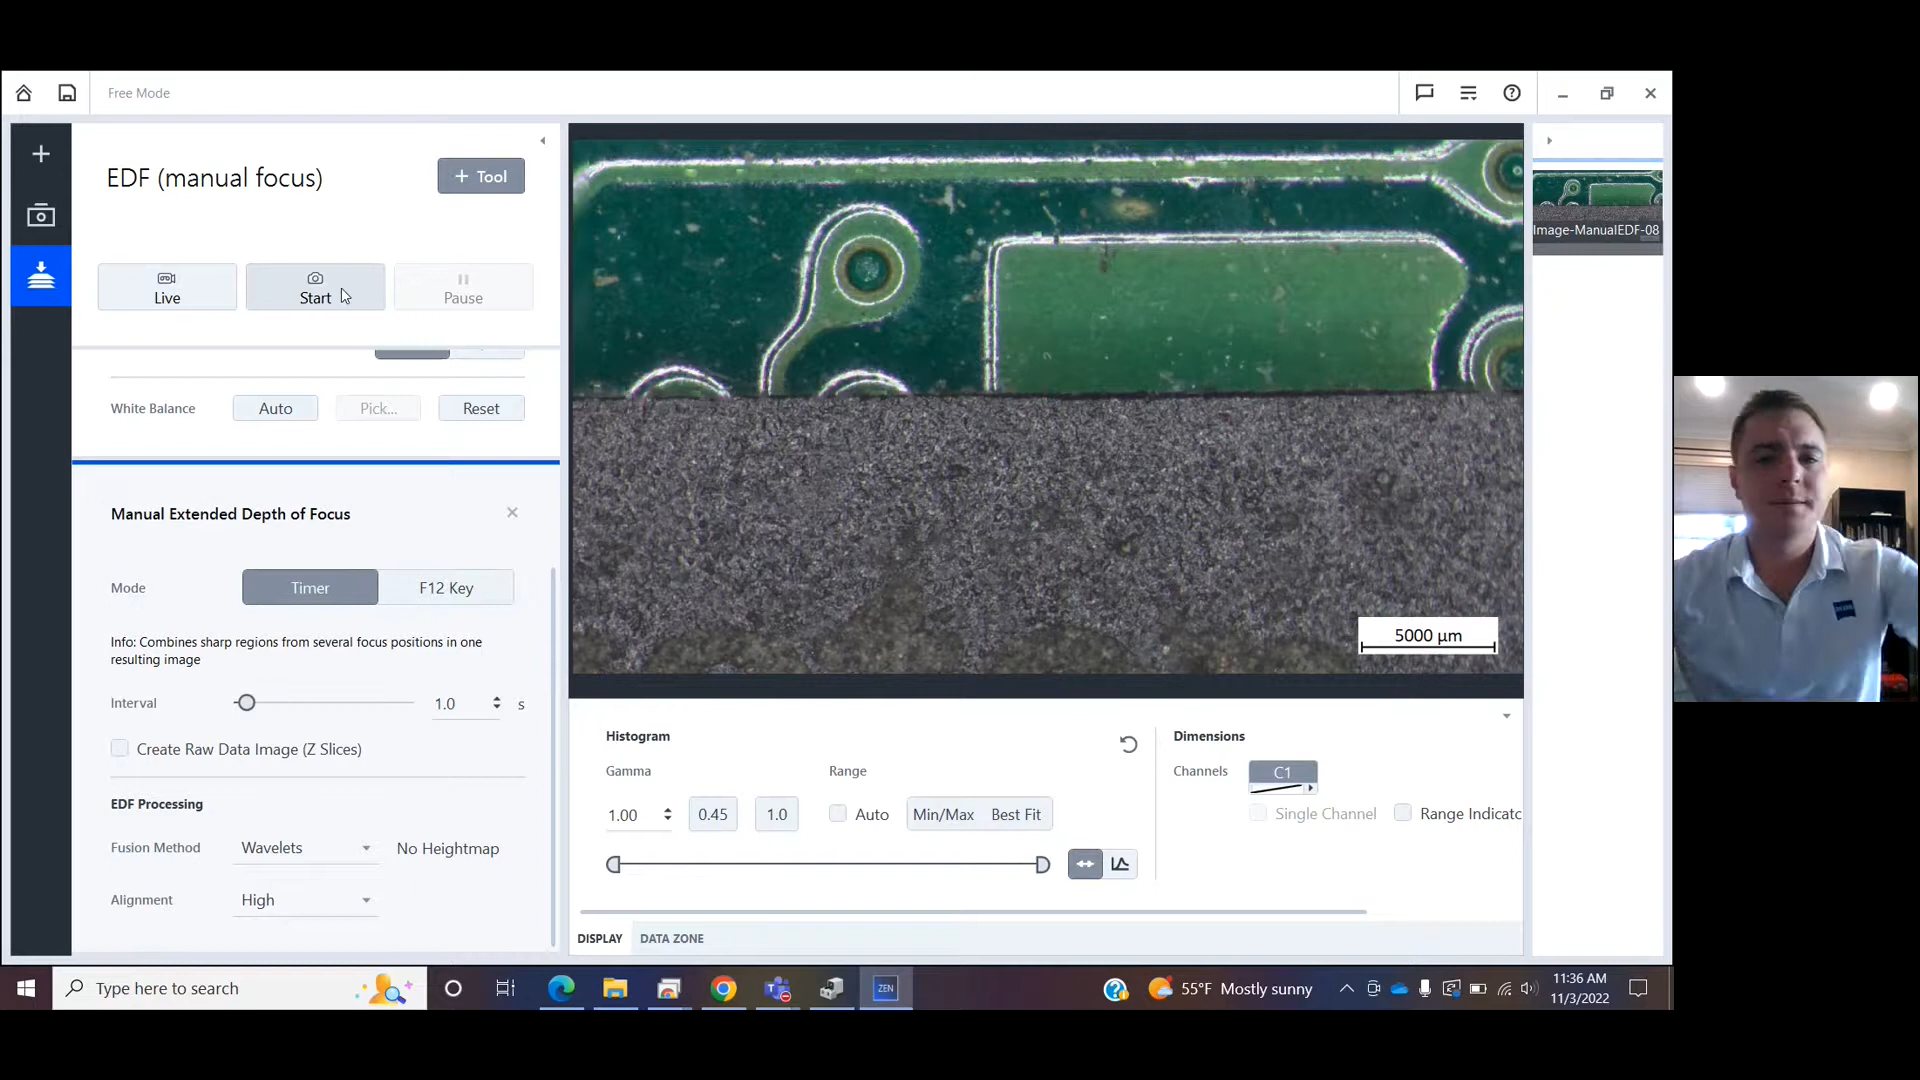 Free Mode
EDF (manual focus)
+ Tool
Live
Start
Pause
White Balance
Auto
Pick...
Reset
Manual Extended Depth of Focus
Mode
Timer
F12 Key
Info: Combines sharp regions from several focus positions in one
resulting image
Interval
1.0
s
Create Raw Data Image (Z Slices)
EDF Processing
Fusion Method
Wavelets
No Heightmap
Alignment
High
5000 µm
Image-ManualEDF-08
Histogram
Gamma
Range
1.00
0.45
1.0
Auto
Min/Max
Best Fit
Dimensions
Channels
C1
Single Channel
Range Indicato
DISPLAY
DATA ZONE
Type here to search
ZEN
55°F Mostly sunny
11:36 AM
11/3/2022